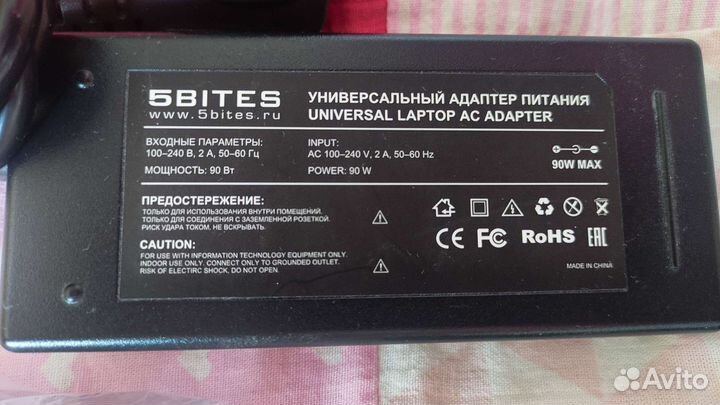 5BITES
www.5bites.ru
УНИВЕРСАЛЬНЫЙ АДАПТЕР ПИТАНИЯ
UNIVERSAL LAPTOP AC ADAPTER
ВХОДНЫЕ ПАРАМЕТРЫ:
100–240 В, 2 А, 50–60 Гц
МОЩНОСТЬ: 90 Вт
INPUT:
AC 100–240 V, 2 A, 50–60 Hz
POWER: 90 W
90W MAX
ПРЕДОСТЕРЕЖЕНИЕ:
ТОЛЬКО ДЛЯ ИСПОЛЬЗОВАНИЯ ВНУТРИ ПОМЕЩЕНИЙ.
ТОЛЬКО ДЛЯ СОЕДИНЕНИЯ С ЗАЗЕМЛЕННОЙ РОЗЕТКОЙ.
РИСК УДАРА ТОКОМ. НЕ ВСКРЫВАТЬ.
CAUTION:
FOR USE WITH INFORMATION TECHNOLOGY EQUIPMENT ONLY.
INDOOR USE ONLY. CONNECT ONLY TO GROUNDED OUTLET.
RISK OF ELECTIRC SHOCK. DO NOT OPEN.
CE FC RoHS EAC
MADE IN CHINA
Avito